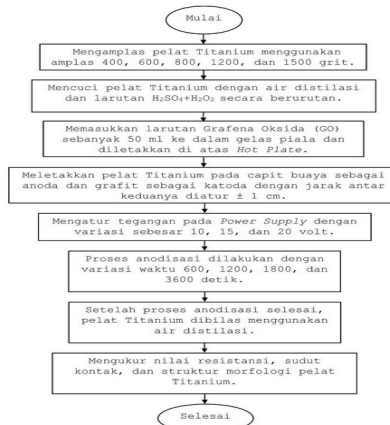 Mulai
Mengamplas pelat Titanium menggunakan
amplas 400, 600, 800, 1200, dan 1500 grit.
Mencuci pelat Titanium dengan air distilasi
dan larutan H₂SO₄+H₂O₂ secara berurutan.
Memasukkan larutan Grafena Oksida (GO)
sebanyak 50 ml ke dalam gelas piala dan
diletakkan di atas Hot Plate.
Meletakkan pelat Titanium pada capit buaya sebagai
anoda dan grafit sebagai katoda dengan jarak antar
keduanya diatur ± 1 cm.
Mengatur tegangan pada Power Supply dengan
variasi sebesar 10, 15, dan 20 volt.
Proses anodisasi dilakukan dengan
variasi waktu 600, 1200, 1800, dan
3600 detik.
Setelah proses anodisasi selesai,
pelat Titanium dibilas menggunakan
air distilasi.
Mengukur nilai resistansi, sudut
kontak, dan struktur morfologi pelat
Titanium.
Selesai